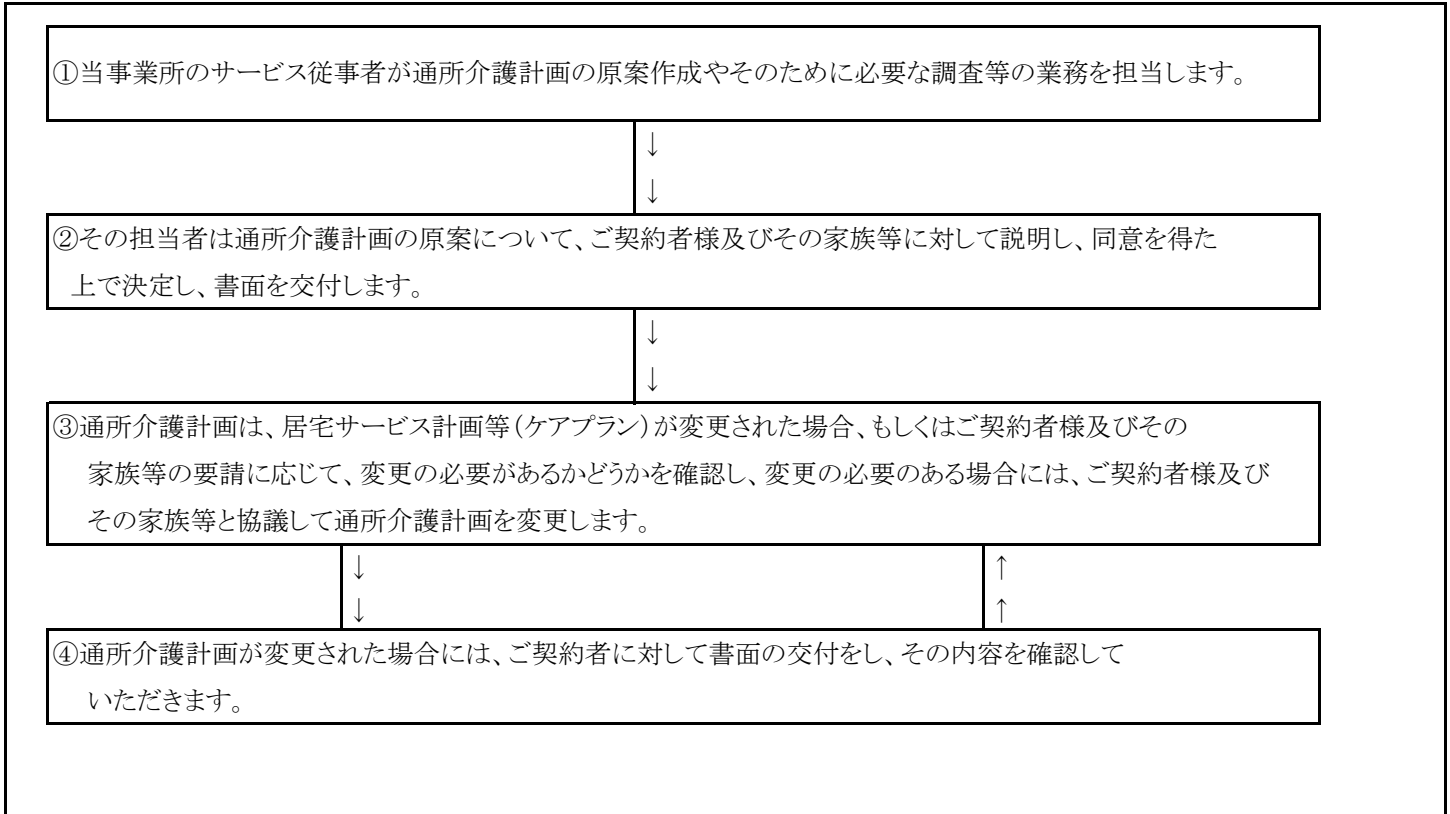 ①当事業所のサービス従事者が通所介護計画の原案作成やそのために必要な調査等の業務を担当します。
↓
↓
②その担当者は通所介護計画の原案について、ご契約者様及びその家族等に対して説明し、同意を得た
上で決定し、書面を交付します。
↓
↓
③通所介護計画は、居宅サービス計画等（ケアプラン）が変更された場合、もしくはご契約者様及びその
家族等の要請に応じて、変更の必要があるかどうかを確認し、変更の必要のある場合には、ご契約者様及び
その家族等と協議して通所介護計画を変更します。
↓ ↑
↓ ↑
④通所介護計画が変更された場合には、ご契約者に対して書面の交付をし、その内容を確認して
いただきます。